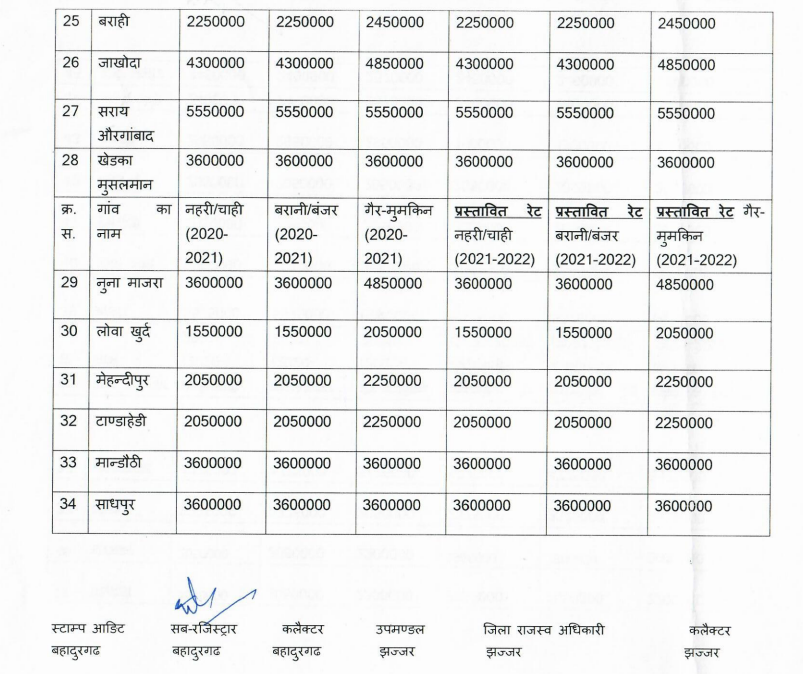 25 बराही 2250000 2250000 2450000 2250000 2250000 2450000
26 जाखोदा 4300000 4300000 4850000 4300000 4300000 4850000
27 सराय 5550000 5550000 5550000 5550000 5550000 5550000
औरगांबाद
28 खेडका 3600000 3600000 3600000 3600000 3600000 3600000
मुसलमान
क्र. गांव का नहरी/चाही बरानी/बंजर गैर-मुमकिन प्रस्तावित रेट प्रस्तावित रेट प्रस्तावित रेट गैर-
स. नाम (2020- (2020- (2020- नहरी/चाही बरानी/बंजर मुमकिन
2021) 2021) 2021) (2021-2022) (2021-2022) (2021-2022)
29 नुना माजरा 3600000 3600000 4850000 3600000 3600000 4850000
30 लोवा खुर्द 1550000 1550000 2050000 1550000 1550000 2050000
31 मेहन्दीपुर 2050000 2050000 2250000 2050000 2050000 2250000
32 टाण्डाहेडी 2050000 2050000 2250000 2050000 2050000 2250000
33 मान्डौठी 3600000 3600000 3600000 3600000 3600000 3600000
34 साधपुर 3600000 3600000 3600000 3600000 3600000 3600000
स्टाम्प आडिट सब-रजिस्ट्रार कलैक्टर उपमण्डल जिला राजस्व अधिकारी कलैक्टर
बहादुरगढ बहादुरगढ बहादुरगढ झज्जर झज्जर झज्जर